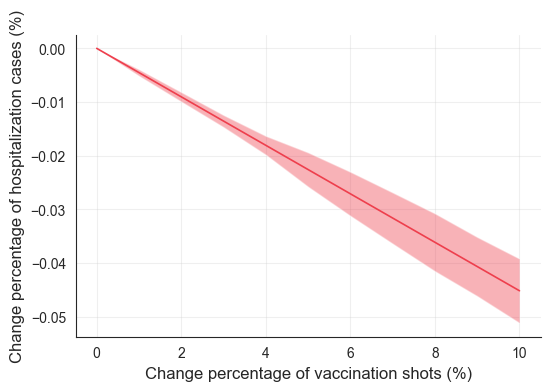 Change percentage of hospitalization cases (%)
0.00
−0.01
−0.02
−0.03
−0.04
−0.05
0 2 4 6 8 10
Change percentage of vaccination shots (%)